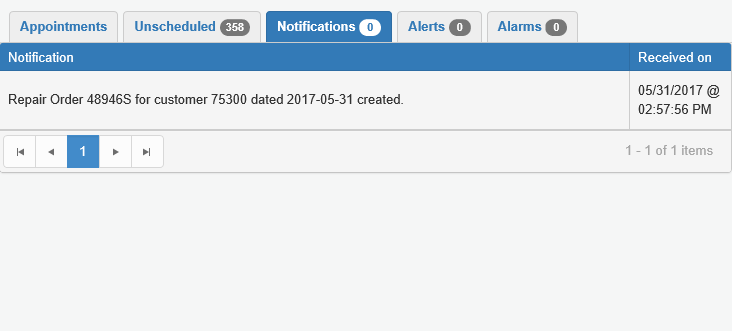 Appointments Unscheduled 358 Notifications 0 Alerts 0 Alarms 0
Notification Received on
Repair Order 48946S for customer 75300 dated 2017-05-31 created. 05/31/2017 @
02:57:56 PM
1 1 - 1 of 1 items